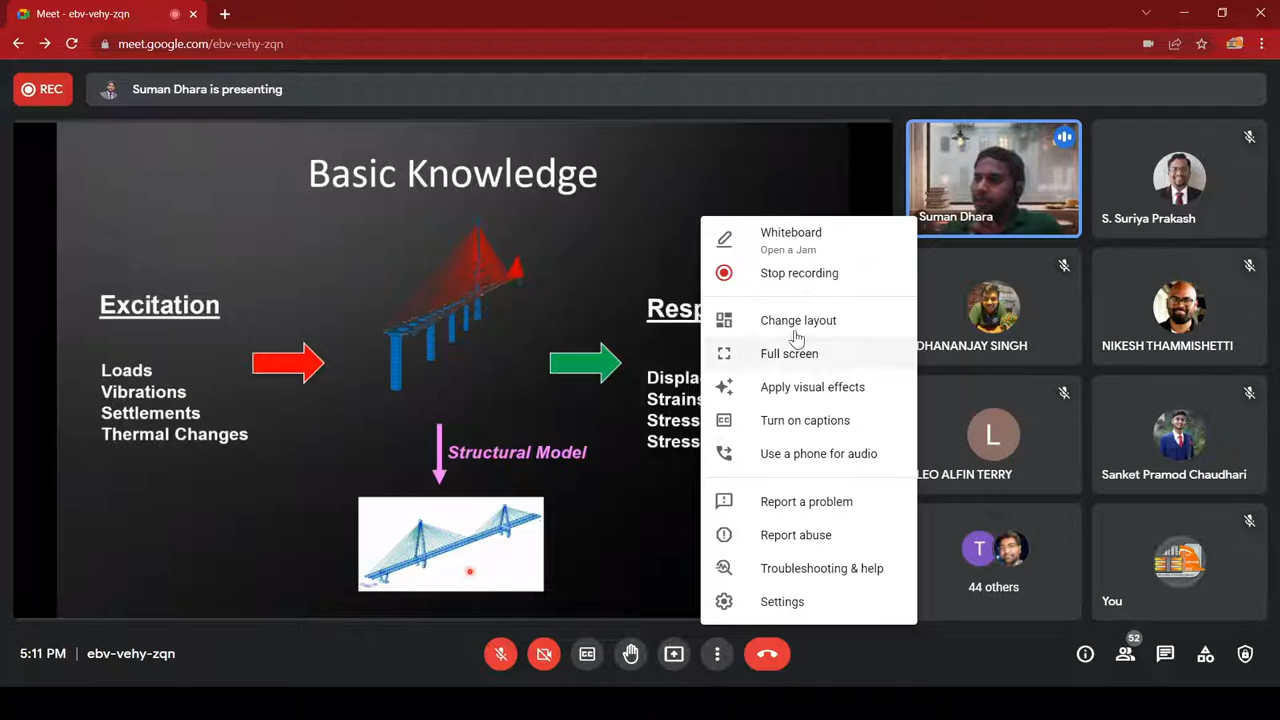 Meet - ebv-vehy-zqn
meet.google.com/ebv-vehy-zqn
REC
Suman Dhara is presenting
Basic Knowledge
Excitation
Loads
Vibrations
Settlements
Thermal Changes
Structural Model
Resp
Displa
Strains
Stress
Stress
Whiteboard
Open a Jam
Stop recording
Change layout
Full screen
Apply visual effects
Turn on captions
Use a phone for audio
Report a problem
Report abuse
Troubleshooting & help
Settings
Suman Dhara
S. Suriya Prakash
DHANANJAY SINGH
NIKESH THAMMISHETTI
L
LEO ALFIN TERRY
Sanket Pramod Chaudhari
T
44 others
You
5:11 PM | ebv-vehy-zqn
CC
52